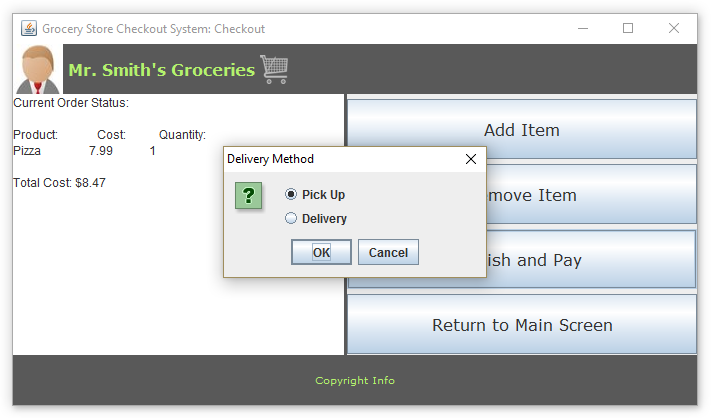 Grocery Store Checkout System: Checkout
Mr. Smith's Groceries
Current Order Status:
Product: Cost: Quantity:
Pizza 7.99 1
Total Cost: $8.47
Add Item
emove Item
ish and Pay
Return to Main Screen
Delivery Method
?
Pick Up
Delivery
OK Cancel
Copyright Info